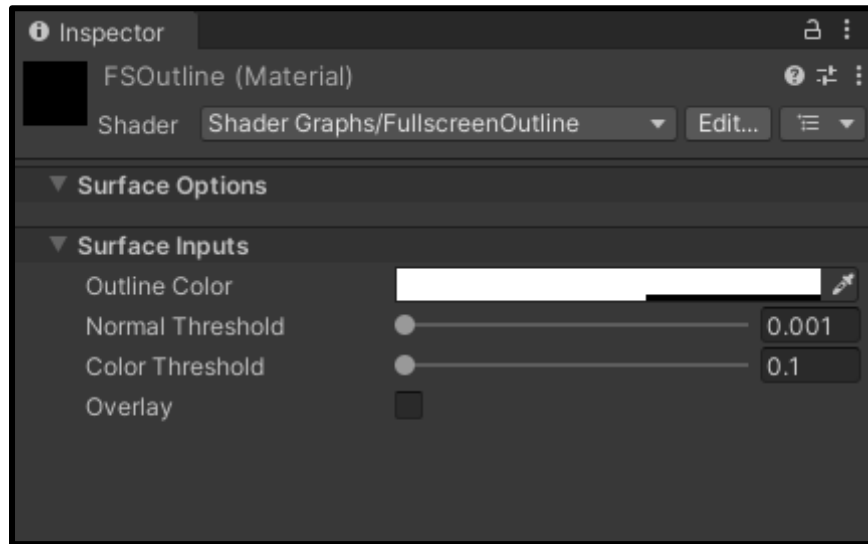 Inspector
FSOutline (Material)
Shader Shader Graphs/FullscreenOutline Edit...
Surface Options
Surface Inputs
Outline Color
Normal Threshold 0.001
Color Threshold 0.1
Overlay